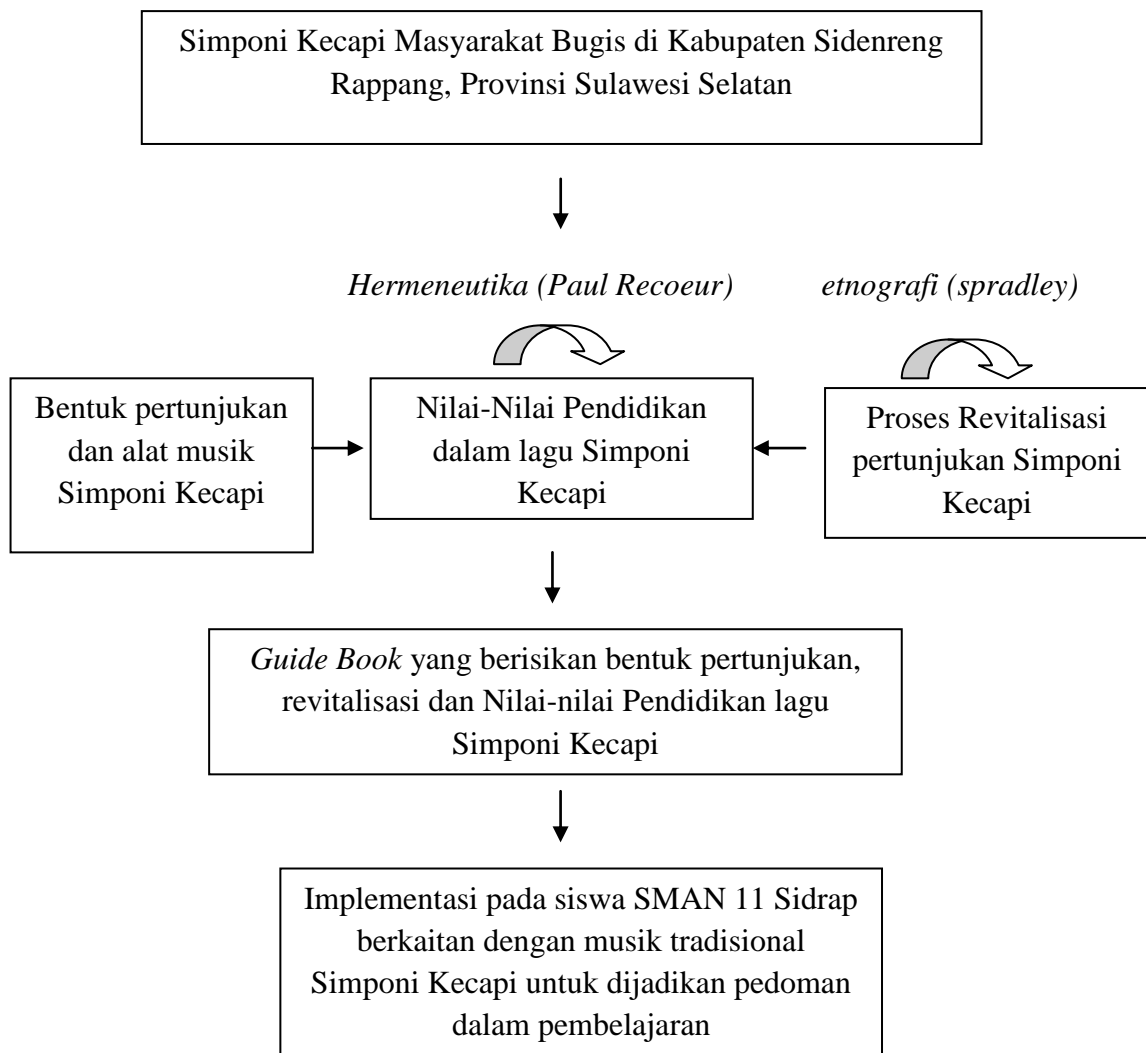 Simponi Kecapi Masyarakat Bugis di Kabupaten Sidenreng
Rappang, Provinsi Sulawesi Selatan
Hermeneutika (Paul Recoeur)
etnografi (spradley)
Bentuk pertunjukan
dan alat musik
Simponi Kecapi
Nilai-Nilai Pendidikan
dalam lagu Simponi
Kecapi
Proses Revitalisasi
pertunjukan Simponi
Kecapi
Guide Book yang berisikan bentuk pertunjukan,
revitalisasi dan Nilai-nilai Pendidikan lagu
Simponi Kecapi
Implementasi pada siswa SMAN 11 Sidrap
berkaitan dengan musik tradisional
Simponi Kecapi untuk dijadikan pedoman
dalam pembelajaran